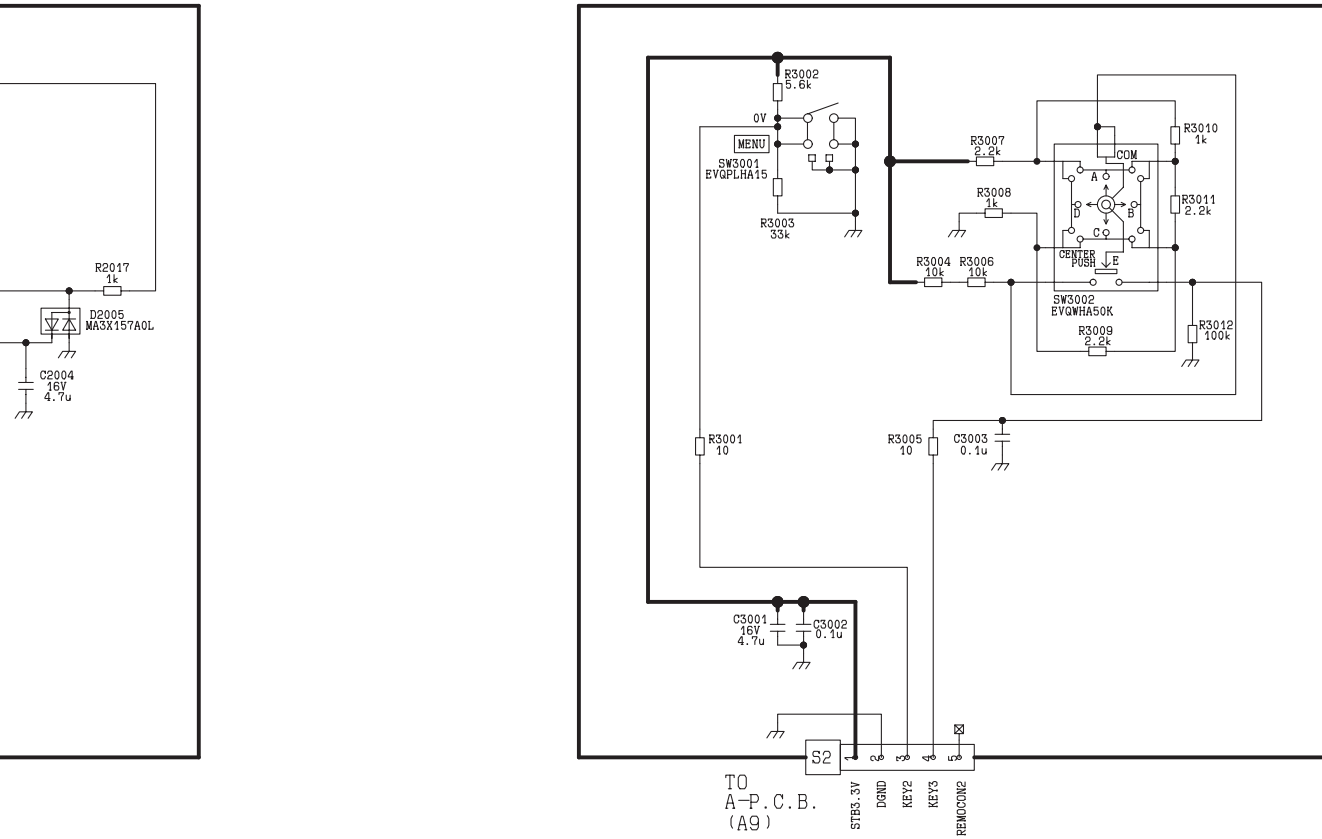 R2017
1k
D2005
MA3X157A0L
C2004
16V
4.7u
R3002
5.6k
0V
MENU
SW3001
EVQPLHA15
R3003
33k
R3007
2.2k
R3008
1k
R3004
10k
R3006
10k
R3010
1k
COM
A
R3011
2.2k
D
B
C
CENTER
PUSH
E
SW3002
EVQWHA50K
R3009
2.2k
R3012
100k
R3001
10
R3005
10
C3003
0.1u
C3001
16V
4.7u
C3002
0.1u
S2
1
2
3
4
5
STB3.3V
DGND
KEY2
KEY3
REMOCON2
TO
A-P.C.B.
(A9)